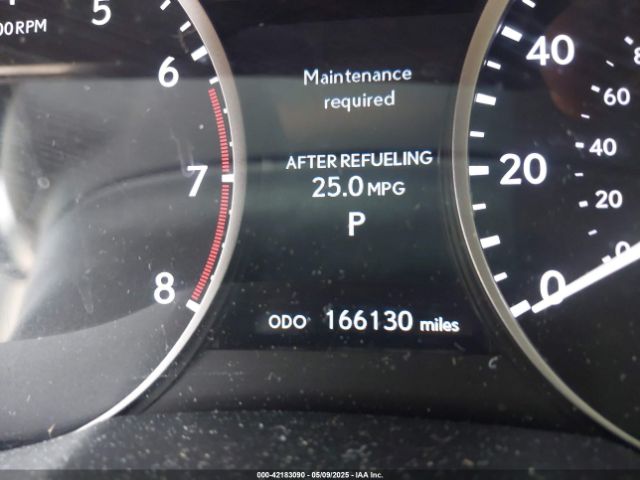 5
00RPM
6
7
8
Maintenance
required
AFTER REFUELING
25.0 MPG
P
ODO 166130 miles
40
20
0
60
40
20
0
000-42183090 - 05/09/2025 - IAA Inc.